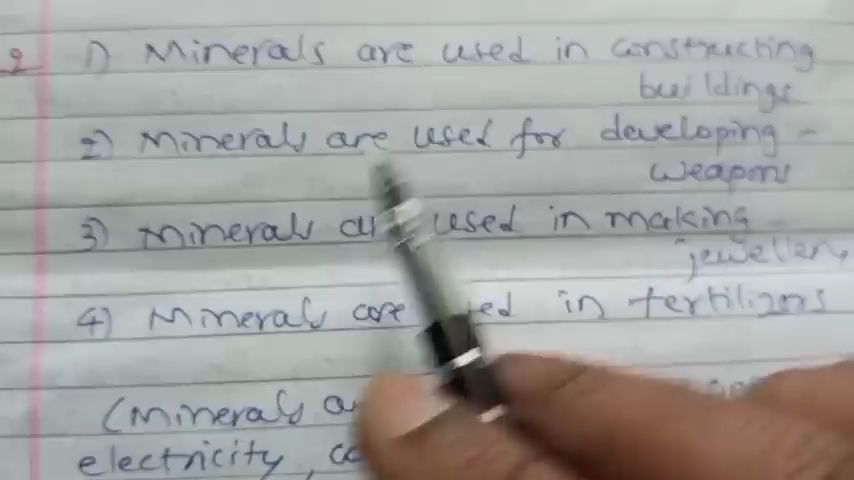 2 1) Minerals are used in constructing
buildings
2) Minerals are used for developing -
weapons
3) Minerals used in making -
jewellery
4) Minerals are in fertilizers
(Minerals
electricity,